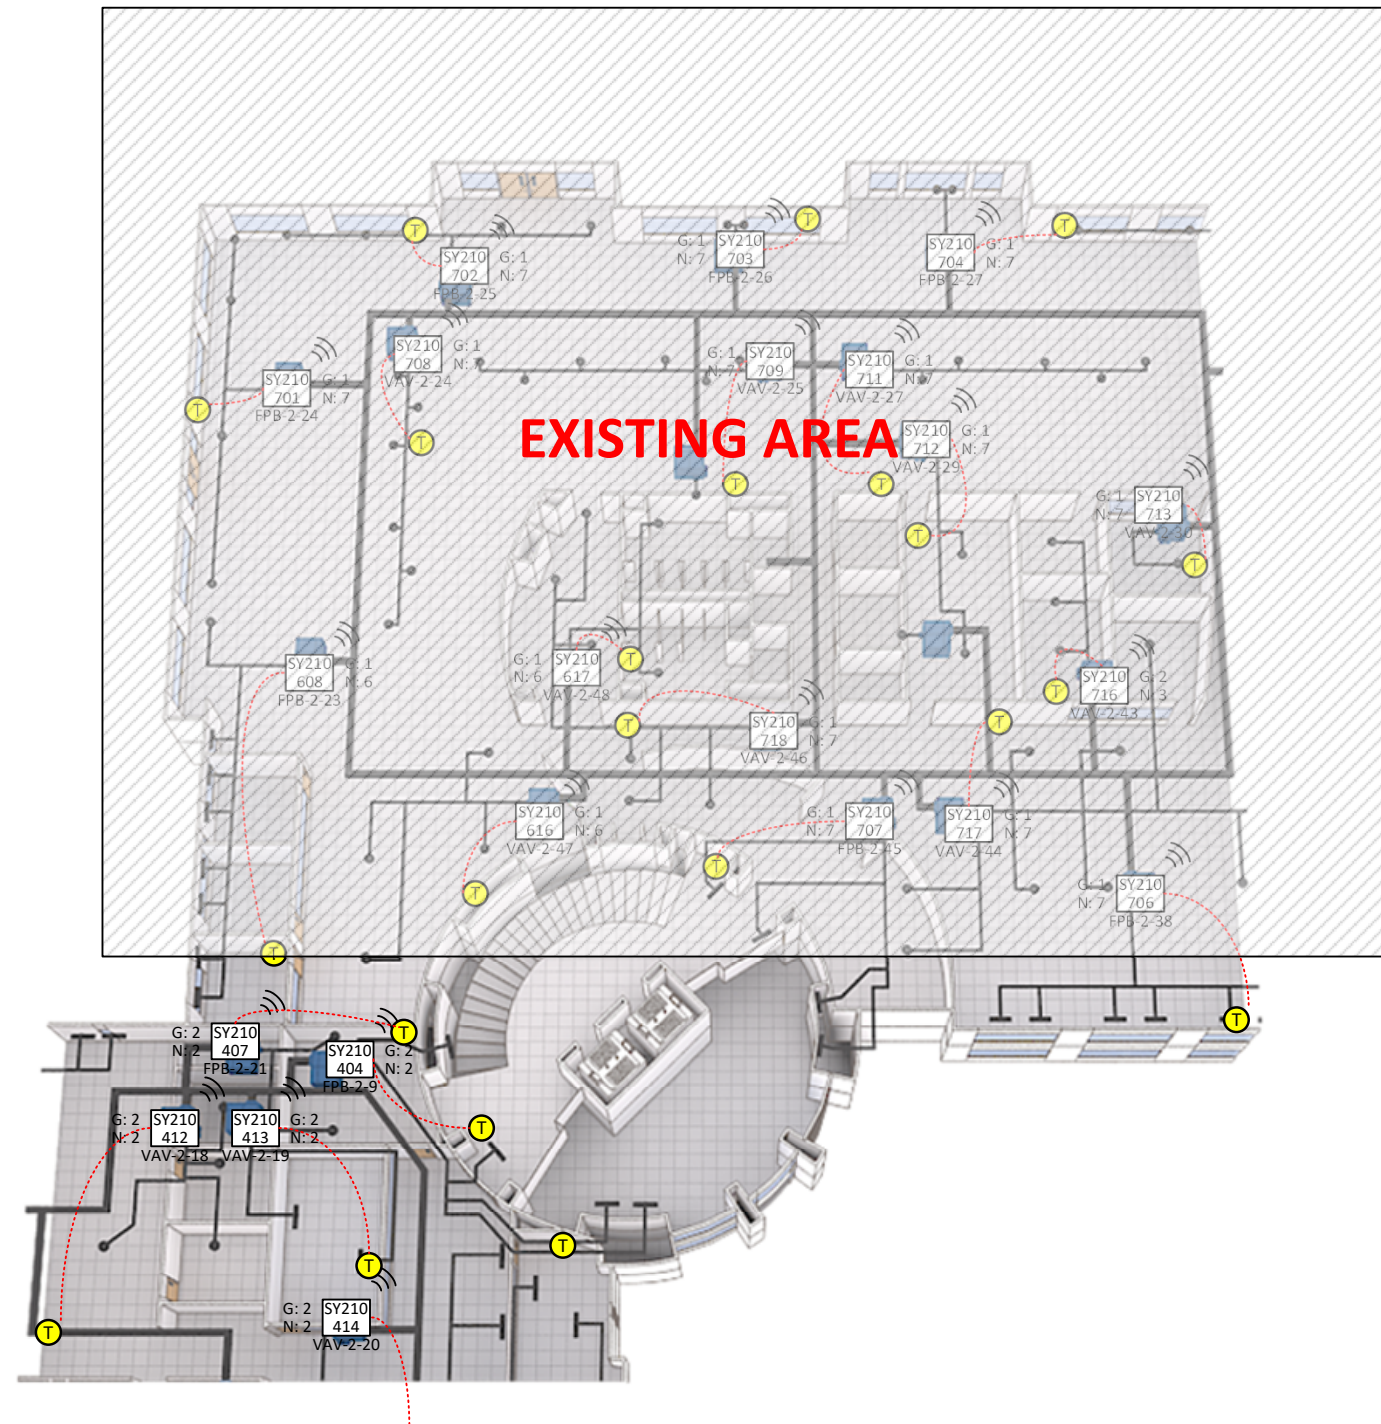 T
T
T
SY210
702
G: 1
N: 7
FPB-2-25
G: 1
N: 7
SY210
703
FPB-2-26
SY210
704
G: 1
N: 7
FPB-2-27
SY210
708
G: 1
N: 7
VAV-2-24
G: 1
N: 7
SY210
709
VAV-2-25
SY210
711
G: 1
N: 7
VAV-2-27
SY210
701
G: 1
N: 7
FPB-2-24
T
T
EXISTING AREA
SY210
712
G: 1
N: 7
VAV-2-29
T
T
T
G: 1
N: 7
SY210
713
VAV-2-30
T
SY210
608
G: 1
N: 6
FPB-2-23
G: 1
N: 6
SY210
617
VAV-2-48
T
SY210
716
G: 2
N: 3
VAV-2-43
T
T
SY210
718
G: 1
N: 7
VAV-2-46
T
SY210
616
G: 1
N: 6
VAV-2-47
G: 1
N: 7
SY210
707
FPB-2-45
SY210
717
G: 1
N: 7
VAV-2-44
T
T
G: 1
N: 7
SY210
706
FPB-2-38
T
T
G: 2
N: 2
SY210
407
FPB-2-21
T
SY210
404
G: 2
N: 2
FPB-2-9
G: 2
N: 2
SY210
412
VAV-2-18
SY210
413
G: 2
N: 2
VAV-2-19
T
T
T
G: 2
N: 2
SY210
414
VAV-2-20
T